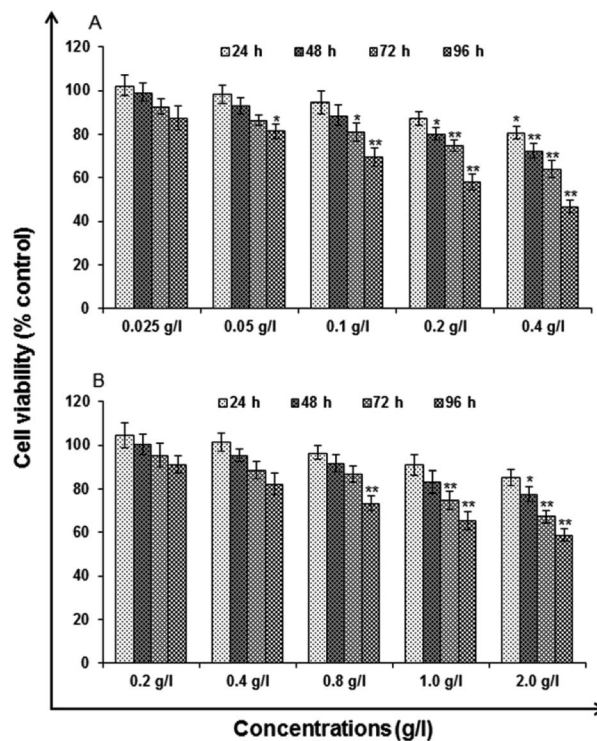 A
24 h 48 h 72 h 96 h
120
100
80
60
40
20
0
* * ** * ** ** * ** ** **
0.025 g/l 0.05 g/l 0.1 g/l 0.2 g/l 0.4 g/l
B
24 h 48 h 72 h 96 h
120
100
80
60
40
20
0
** ** ** * ** **
0.2 g/l 0.4 g/l 0.8 g/l 1.0 g/l 2.0 g/l
Cell viability (% control)
Concentrations (g/l)